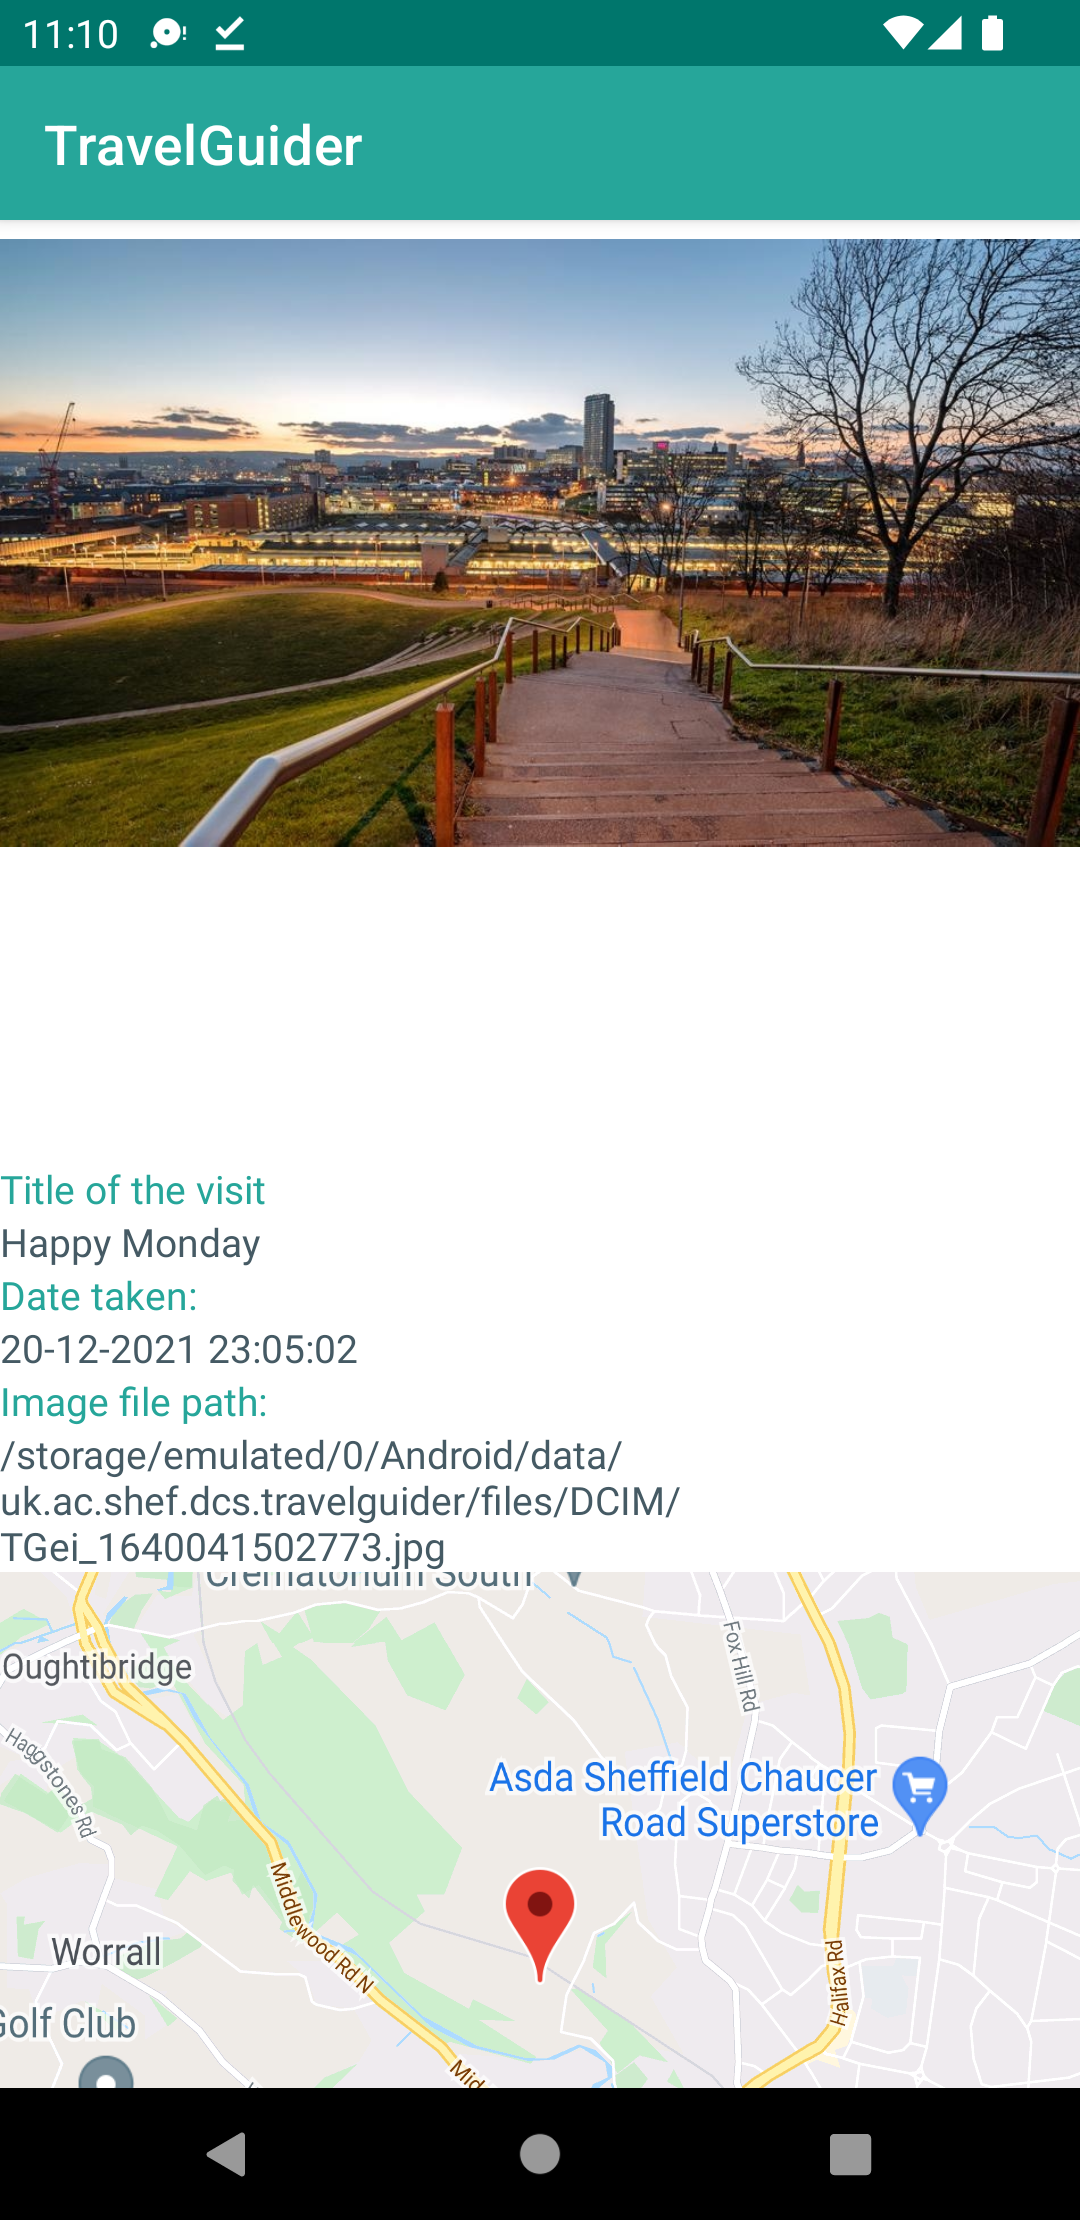 11:10
TravelGuider
Title of the visit
Happy Monday
Date taken:
20-12-2021 23:05:02
Image file path:
/storage/emulated/0/Android/data/
uk.ac.shef.dcs.travelguider/files/DCIM/
TGei_1640041502773.jpg
Crematorium South
Oughtibridge
Fox Hill Rd
Haggstones Rd
Asda Sheffield Chaucer
Road Superstore
Middlewood Rd N
Worrall
Halifax Rd
Golf Club
Mid